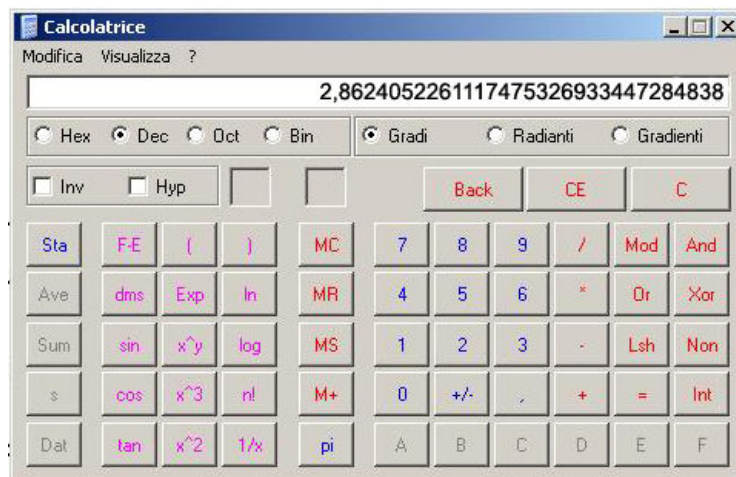 Calcolatrice
Modifica Visualizza ?
2,8624052261117475326933447284838
Hex Dec Oct Bin Gradi Radianti Gradienti
Inv Hyp Back CE C
Sta F-E ( ) MC 7 8 9 / Mod And
Ave dms Exp ln MR 4 5 6 * Or Xor
Sum sin x^y log MS 1 2 3 - Lsh Non
s cos x^3 n! M+ 0 +/- , + = Int
Dat tan x^2 1/x pi A B C D E F